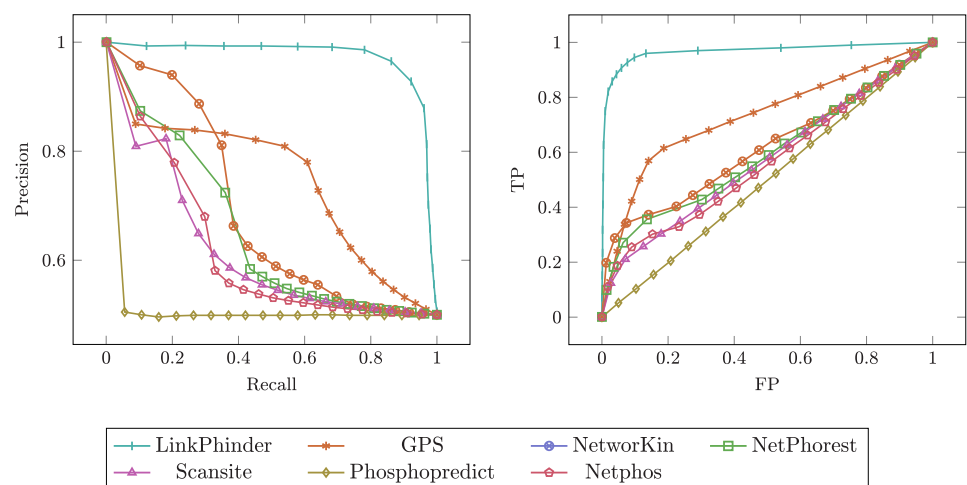 1
0.8
0.6
Precision
0 0.2 0.4 0.6 0.8 1
Recall
1
0.8
0.6
0.4
0.2
0
TP
0 0.2 0.4 0.6 0.8 1
FP
LinkPhinder GPS NetworKin NetPhorest
Scansite Phosphopredict Netphos